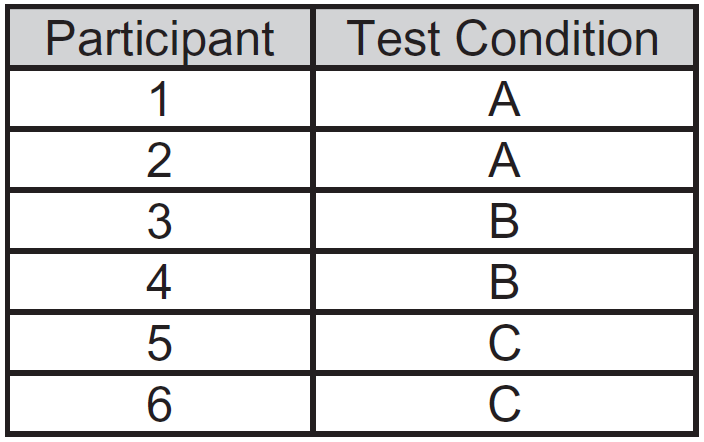 Participant Test Condition
1 A
2 A
3 B
4 B
5 C
6 C